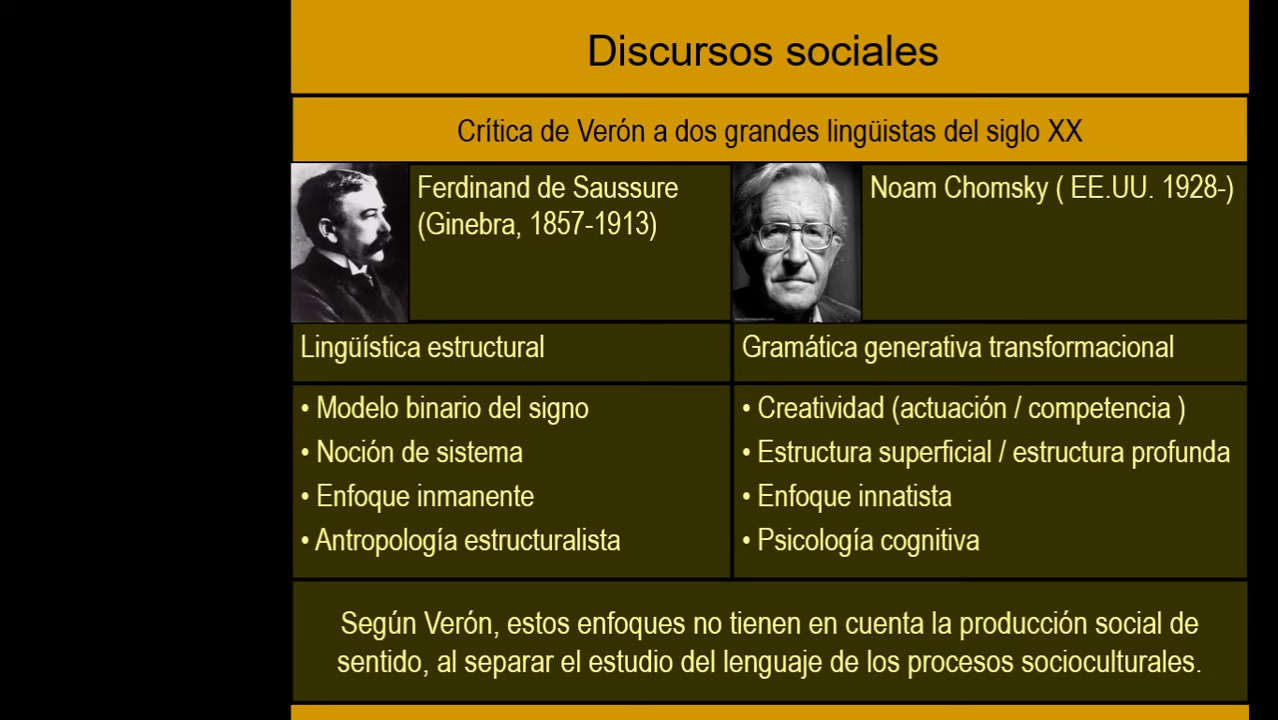 Discursos sociales
Crítica de Verón a dos grandes lingüistas del siglo XX
Ferdinand de Saussure
(Ginebra, 1857-1913)
Noam Chomsky ( EE.UU. 1928-)
Lingüística estructural
Gramática generativa transformacional
• Modelo binario del signo
• Noción de sistema
• Enfoque inmanente
• Antropología estructuralista
• Creatividad (actuación / competencia )
• Estructura superficial / estructura profunda
• Enfoque innatista
• Psicología cognitiva
Según Verón, estos enfoques no tienen en cuenta la producción social de
sentido, al separar el estudio del lenguaje de los procesos socioculturales.